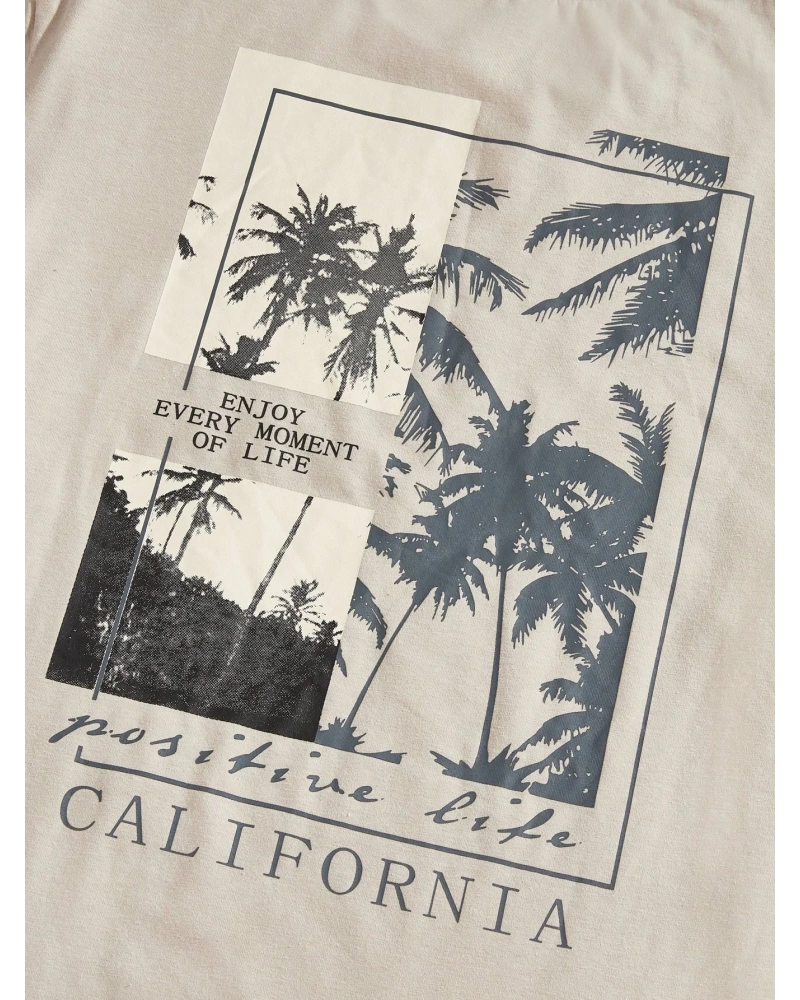 ENJOY
EVERY MOMENT
OF LIFE
positive life
CALIFORNIA